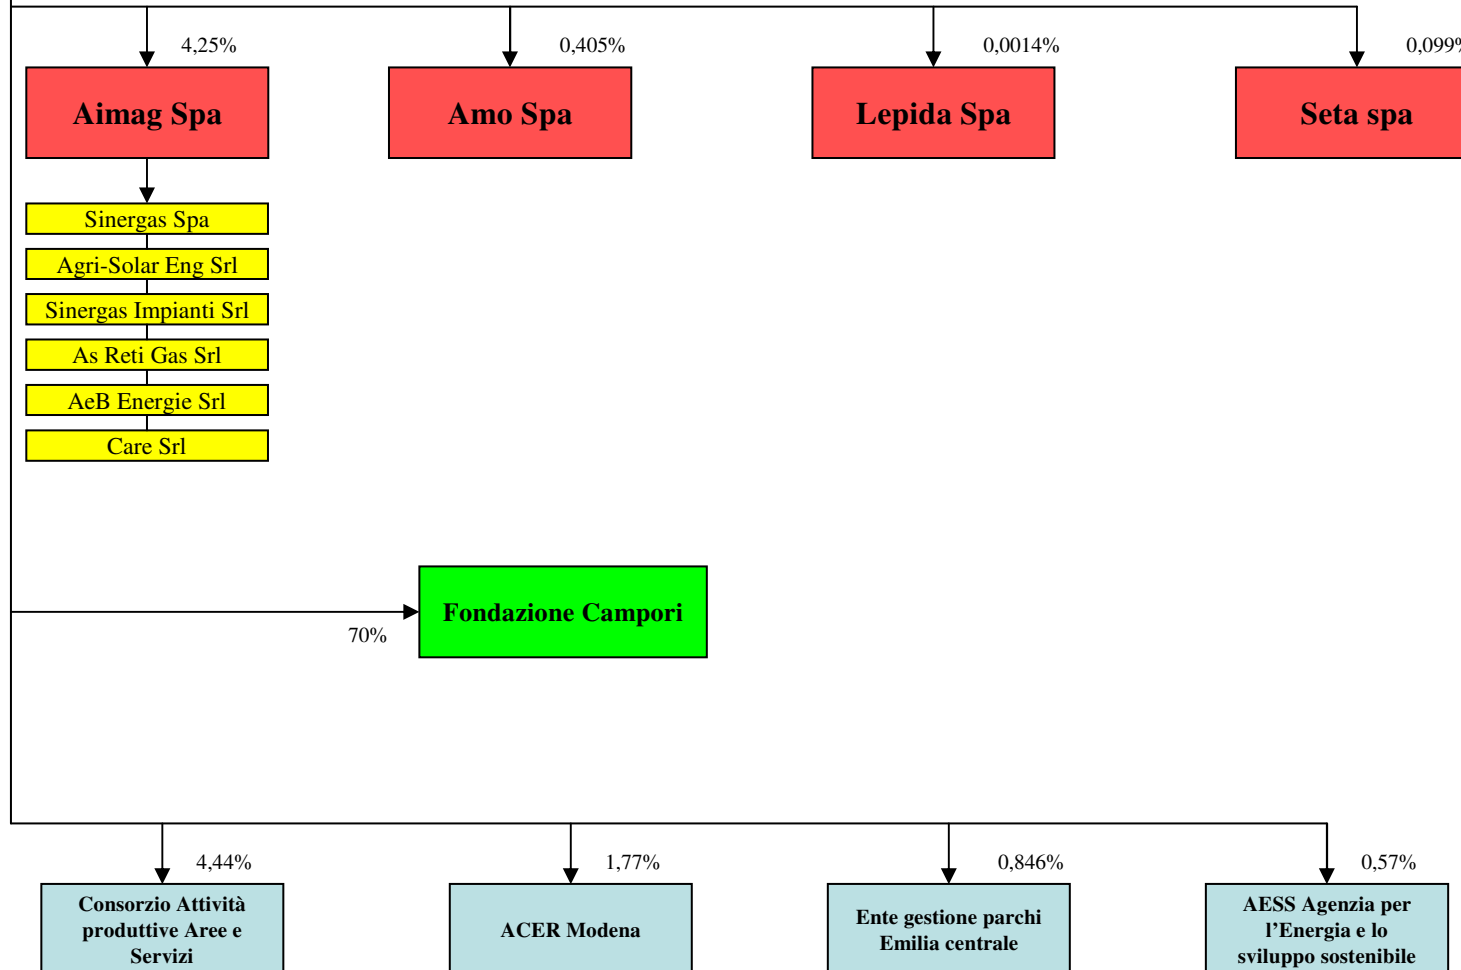 4,25%
0,405%
0,0014%
0,099%
Aimag Spa
Amo Spa
Lepida Spa
Seta spa
Sinergas Spa
Agri-Solar Eng Srl
Sinergas Impianti Srl
As Reti Gas Srl
AeB Energie Srl
Care Srl
Fondazione Campori
70%
4,44%
1,77%
0,846%
0,57%
Consorzio Attività
produttive Aree e
Servizi
ACER Modena
Ente gestione parchi
Emilia centrale
AESS Agenzia per
l’Energia e lo
sviluppo sostenibile